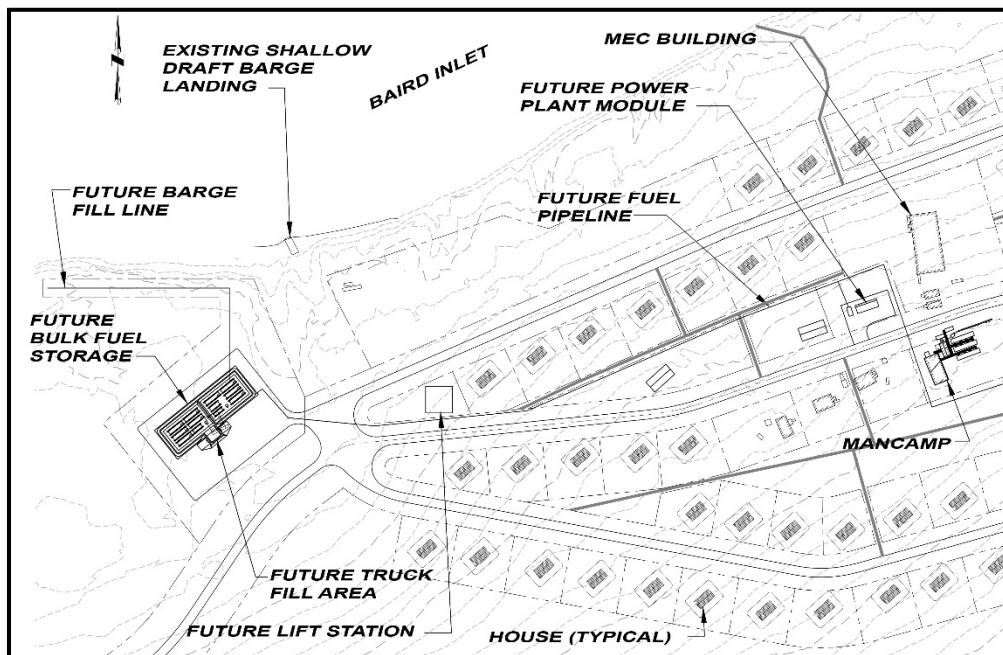 EXISTING SHALLOW
DRAFT BARGE
LANDING
BAIRD INLET
MEC BUILDING
FUTURE POWER
PLANT MODULE
FUTURE BARGE
FILL LINE
FUTURE FUEL
PIPELINE
FUTURE
BULK FUEL
STORAGE
MANCAMP
FUTURE TRUCK
FILL AREA
FUTURE LIFT STATION
HOUSE (TYPICAL)